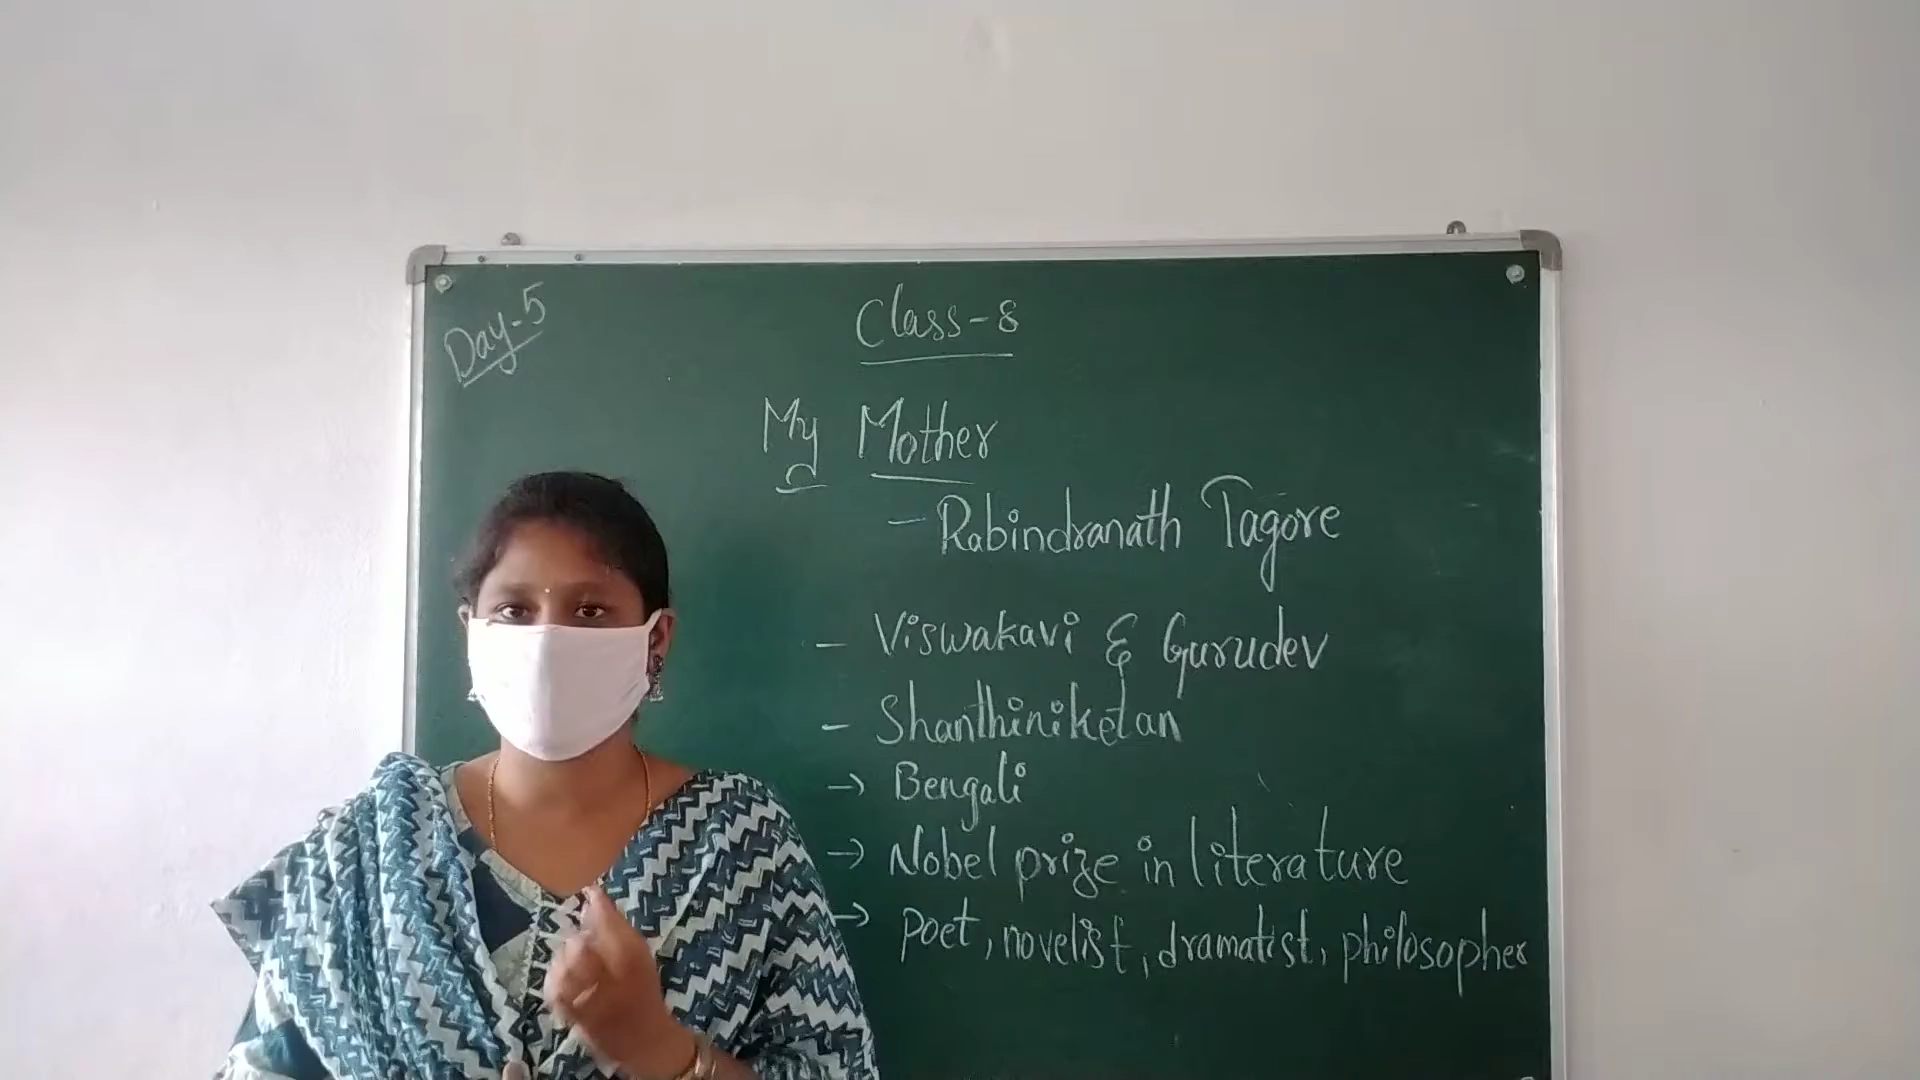 Day-5
Class-8
My Mother
- Rabindranath Tagore
- Viswakavi & Gurudev
- Shanthiniketan
→ Bengali
→ Nobel prize in literature
→ Poet, novelist, dramatist, philosopher